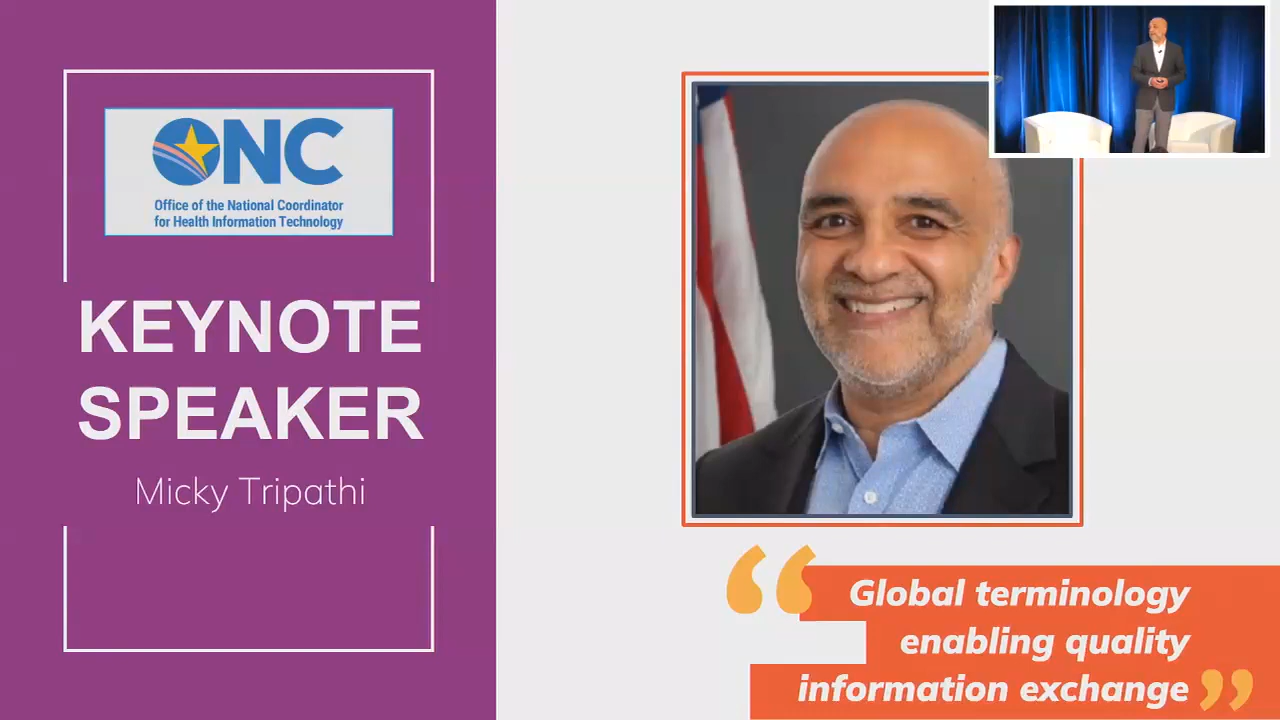 ONC
Office of the National Coordinator
for Health Information Technology
KEYNOTE
SPEAKER
Micky Tripathi
“ Global terminology
enabling quality
information exchange ”